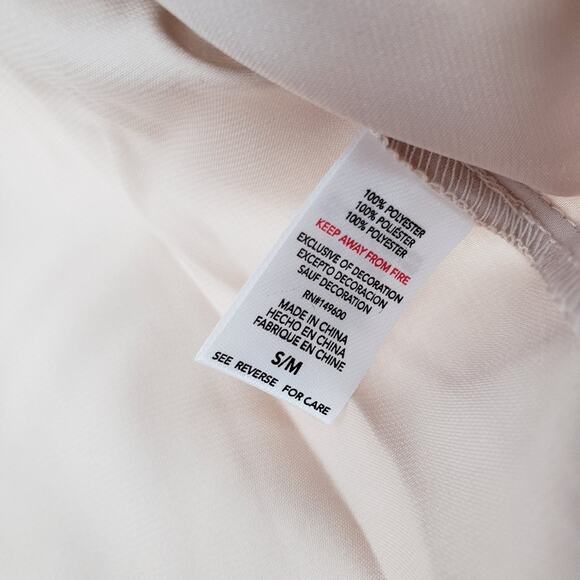 100% POLYESTER
100% POLIÉSTER
100% POLYESTER
KEEP AWAY FROM FIRE
EXCLUSIVE OF DECORATION
EXCEPTO DECORACIÓN
SAUF DECORATION
RN#149600
MADE IN CHINA
HECHO EN CHINA
FABRIQUE EN CHINE
S/M
SEE REVERSE FOR CARE